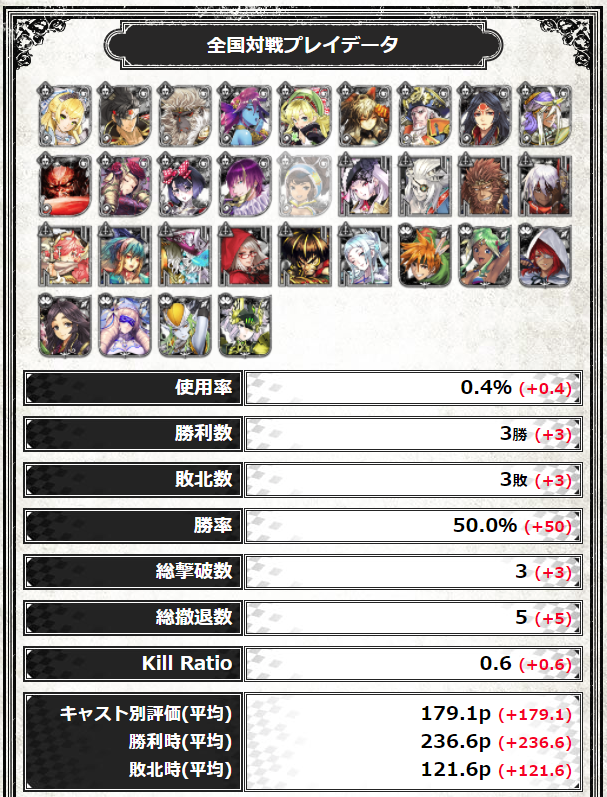 全国対戦プレイデータ
使用率 0.4% (+0.4)
勝利数 3勝 (+3)
敗北数 3敗 (+3)
勝率 50.0% (+50)
総撃破数 3 (+3)
総撤退数 5 (+5)
Kill Ratio 0.6 (+0.6)
キャスト別評価(平均) 179.1p (+179.1)
勝利時(平均) 236.6p (+236.6)
敗北時(平均) 121.6p (+121.6)